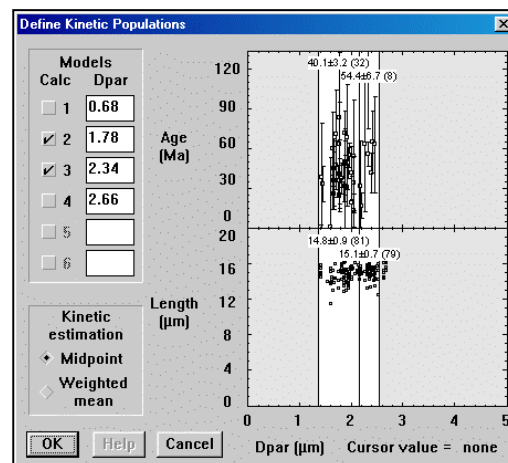 Define Kinetic Populations
Models
Calc Dpar
1 0.68
2 1.78
3 2.34
4 2.66
5
6
Kinetic
estimation
Midpoint
Weighted
mean
OK
Help
Cancel
40.1±3.2 (32)
54.4±6.7 (8)
120
90
60
30
0
Age
(Ma)
14.8±0.9 (81)
15.1±0.7 (79)
20
16
12
8
4
0
Length
(µm)
0 1 2 3 4 5
Dpar (µm) Cursor value = none